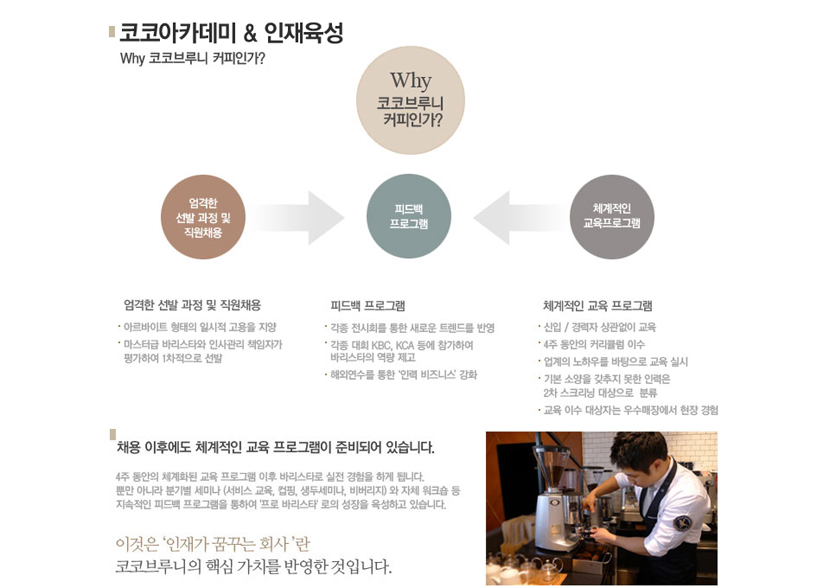 코코아카데미 & 인재육성
Why 코코브루니 커피인가?
Why
코코브루니
커피인가?
엄격한
선발 과정 및
직원채용
피드백
프로그램
체계적인
교육프로그램
엄격한 선발 과정 및 직원채용
· 아르바이트 형태의 일시적 고용을 지양
· 마스터급 바리스타와 인사관리 책임자가
평가하여 1차적으로 선발
피드백 프로그램
· 각종 전시회를 통한 새로운 트렌드를 반영
· 각종 대회 KBC, KCA 등에 참가하여
바리스타의 역량 제고
· 해외연수를 통한 '인력 비즈니스' 강화
체계적인 교육 프로그램
· 신입 / 경력자 상관없이 교육
· 4주 동안의 커리큘럼 이수
· 업계의 노하우를 바탕으로 교육 실시
· 기본 소양을 갖추지 못한 인력은
2차 스크리닝 대상으로 분류
· 교육 이수 대상자는 우수매장에서 현장 경험
채용 이후에도 체계적인 교육 프로그램이 준비되어 있습니다.
4주 동안의 체계화된 교육 프로그램 이후 바리스타로 실전 경험을 하게 됩니다.
뿐만 아니라 분기별 세미나 (서비스 교육, 컵핑, 생두세미나, 비버리지) 와 자체 워크숍 등
지속적인 피드백 프로그램을 통하여 '프로 바리스타' 로의 성장을 육성하고 있습니다.
이것은 '인재가 꿈꾸는 회사' 란
코코브루니의 핵심 가치를 반영한 것입니다.